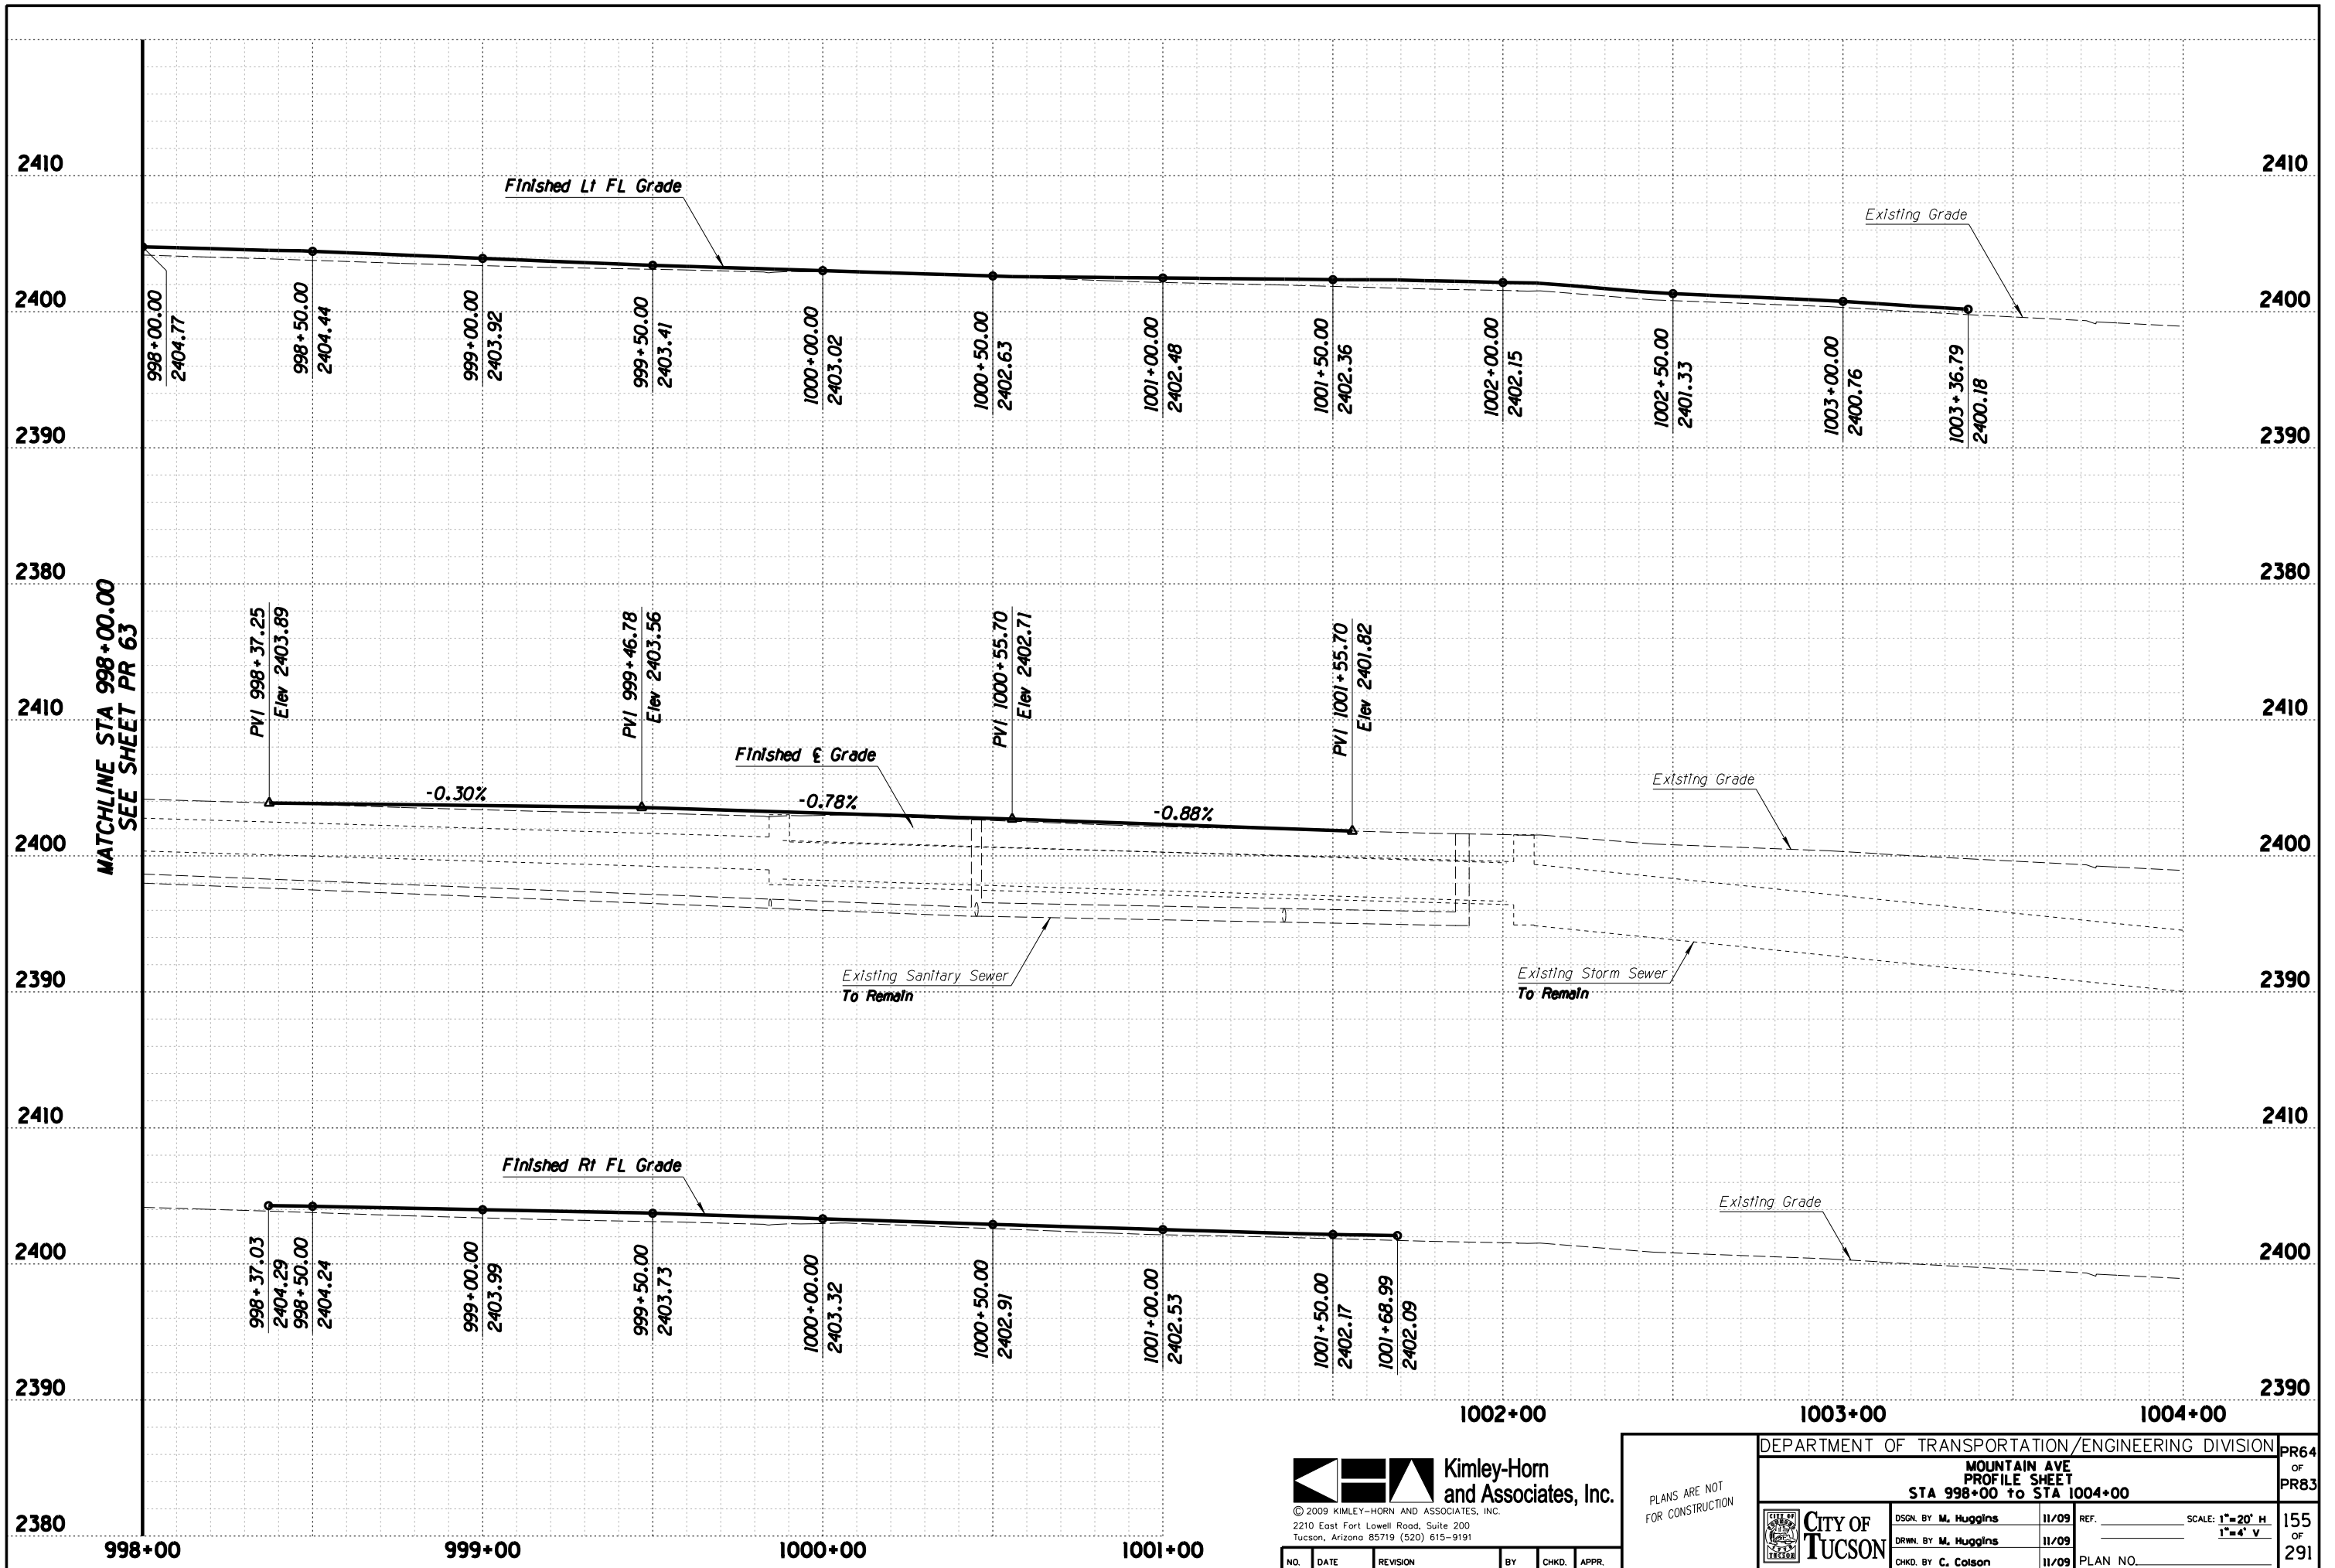 2410
2410
Finished Lt FL Grade
Existing Grade
2400
2400
998+00.00
2404.77
998+50.00
2404.44
999+00.00
2403.92
999+50.00
2403.41
1000+00.00
2403.02
1000+50.00
2402.63
1001+00.00
2402.48
1001+50.00
2402.36
1002+00.00
2402.15
1002+50.00
2401.33
1003+00.00
2400.76
1003+36.79
2400.18
2390
2390
2380
2380
MATCHLINE STA 998+00.00
SEE SHEET PR 63
PVI 998+37.25
Elev 2403.89
PVI 999+46.78
Elev 2403.56
PVI 1000+55.70
Elev 2402.71
PVI 1001+55.70
Elev 2401.82
2410
2410
Finished ℄ Grade
Existing Grade
-0.30%
-0.78%
-0.88%
2400
2400
Existing Sanitary Sewer
To Remain
Existing Storm Sewer
To Remain
2390
2390
2410
2410
Finished Rt FL Grade
Existing Grade
2400
2400
998+37.03
2404.29
998+50.00
2404.24
999+00.00
2403.99
999+50.00
2403.73
1000+00.00
2403.32
1000+50.00
2402.91
1001+00.00
2402.53
1001+50.00
2402.17
1001+68.99
2402.09
2390
2390
1002+00
1003+00
1004+00
2380
998+00
999+00
1000+00
1001+00
Kimley-Horn
and Associates, Inc.
© 2009 KIMLEY-HORN AND ASSOCIATES, INC.
2210 East Fort Lowell Road, Suite 200
Tucson, Arizona 85719 (520) 615-9191
NO. DATE REVISION BY CHKD. APPR.
PLANS ARE NOT
FOR CONSTRUCTION
DEPARTMENT OF TRANSPORTATION/ENGINEERING DIVISION
MOUNTAIN AVE
PROFILE SHEET
STA 998+00 to STA 1004+00
PR64
OF
PR83
CITY OF
TUCSON
CITY OF
TUCSON
DSGN. BY M. Huggins 11/09
DRWN. BY M. Huggins 11/09
CHKD. BY C. Colson 11/09
REF.
SCALE: 1"=20' H
1"=4' V
PLAN NO.
155
OF
291